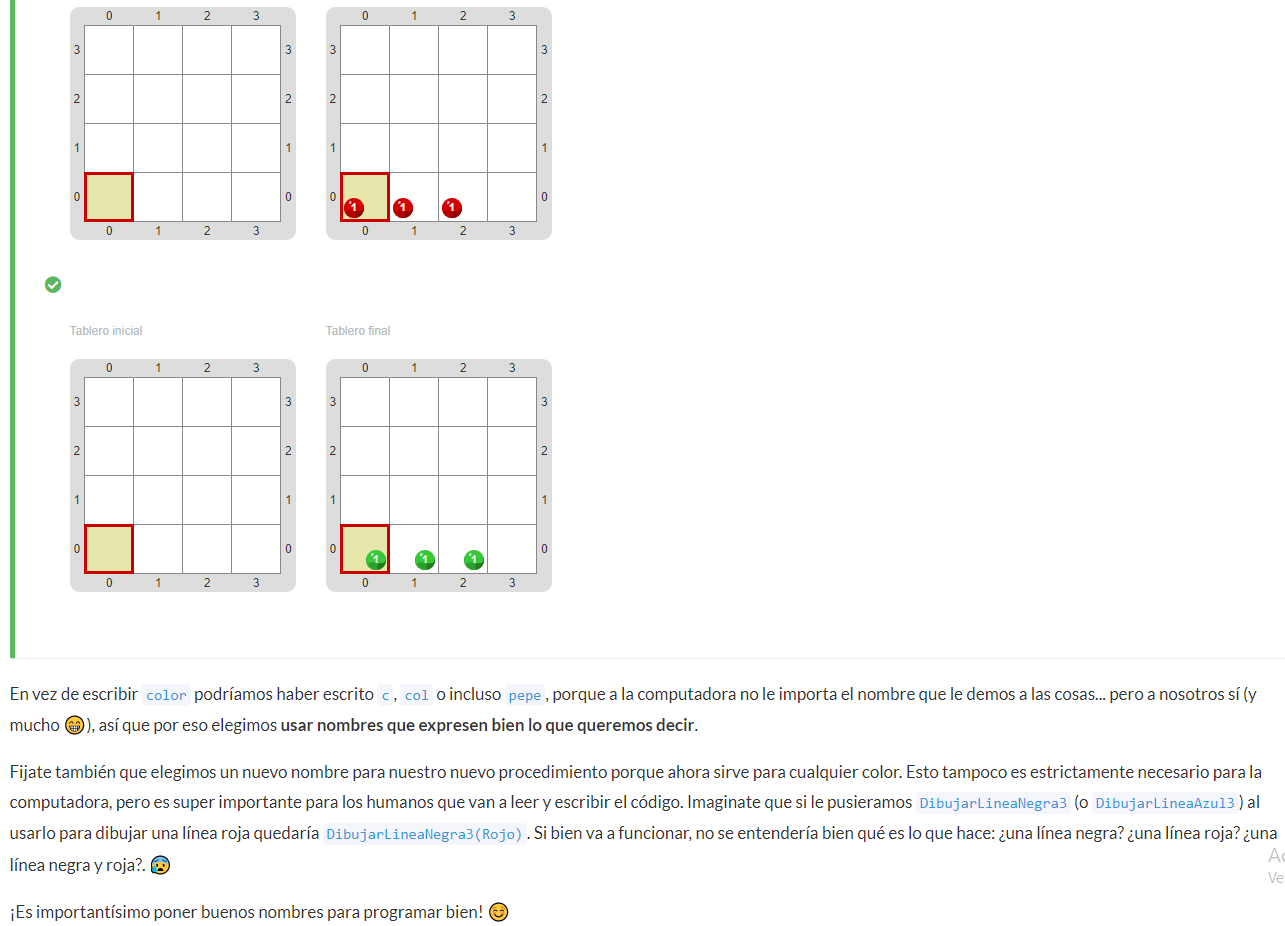 0 1 2 3 0 1 2 3
3 3 3 3
2 2 2 2
1 1 1 1
0 0 0 1 1 1 0
0 1 2 3 0 1 2 3
Tablero inicial Tablero final
0 1 2 3 0 1 2 3
3 3 3 3
2 2 2 2
1 1 1 1
0 0 0 1 1 1 0
0 1 2 3 0 1 2 3
En vez de escribir color podríamos haber escrito c, col o incluso pepe, porque a la computadora no le importa el nombre que le demos a las cosas... pero a nosotros sí (y
mucho 😁), así que por eso elegimos usar nombres que expresen bien lo que queremos decir.
Fijate también que elegimos un nuevo nombre para nuestro nuevo procedimiento porque ahora sirve para cualquier color. Esto tampoco es estrictamente necesario para la
computadora, pero es super importante para los humanos que van a leer y escribir el código. Imaginate que si le pusieramos DibujarLineaNegra3 (o DibujarLineaAzul3) al
usarlo para dibujar una línea roja quedaría DibujarLineaNegra3(Rojo). Si bien va a funcionar, no se entendería bien qué es lo que hace: ¿una línea negra? ¿una línea roja? ¿una
línea negra y roja?. 😰
¡Es importantísimo poner buenos nombres para programar bien! 😊